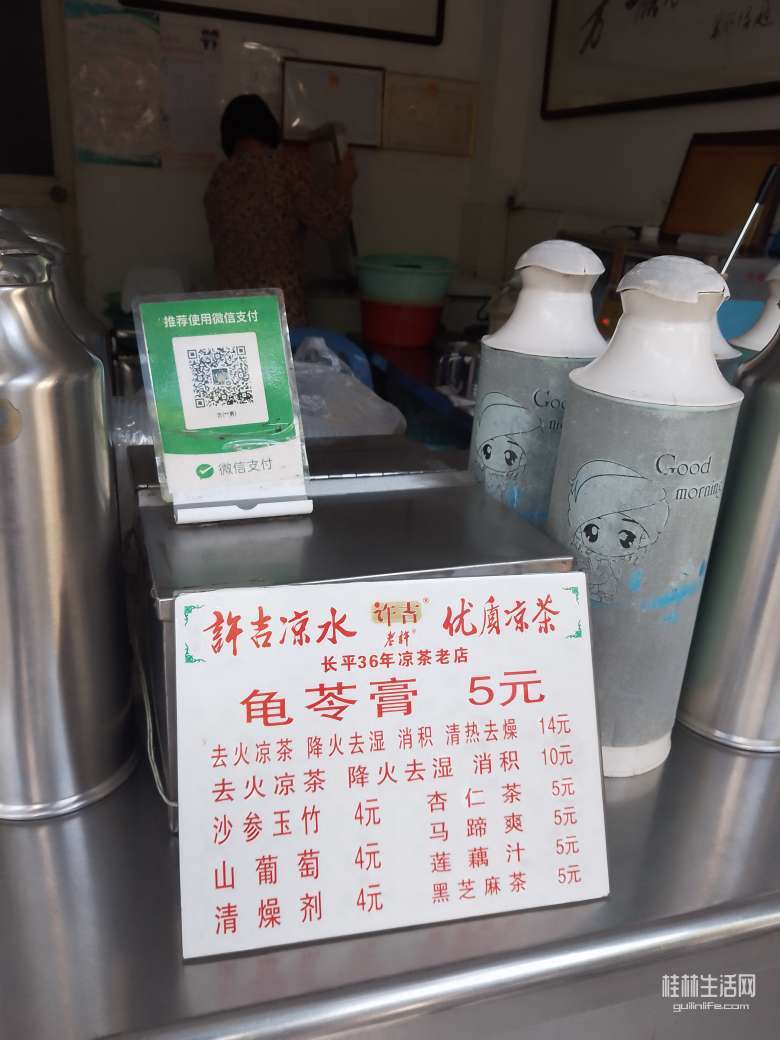 推荐使用微信支付
微信支付
Good
morning
Good
morning
許吉凉水 许吉® 优质凉茶
老许®
长平36年凉茶老店
龟苓膏 5元
去火凉茶 降火去湿 消积 清热去燥 14元
去火凉茶 降火去湿 消积 10元
沙参玉竹 4元 杏仁茶 5元
山葡萄 4元 马蹄爽 5元
清燥剂 4元 莲藕汁 5元
黑芝麻茶 5元
桂林生活网
guilinlife.com